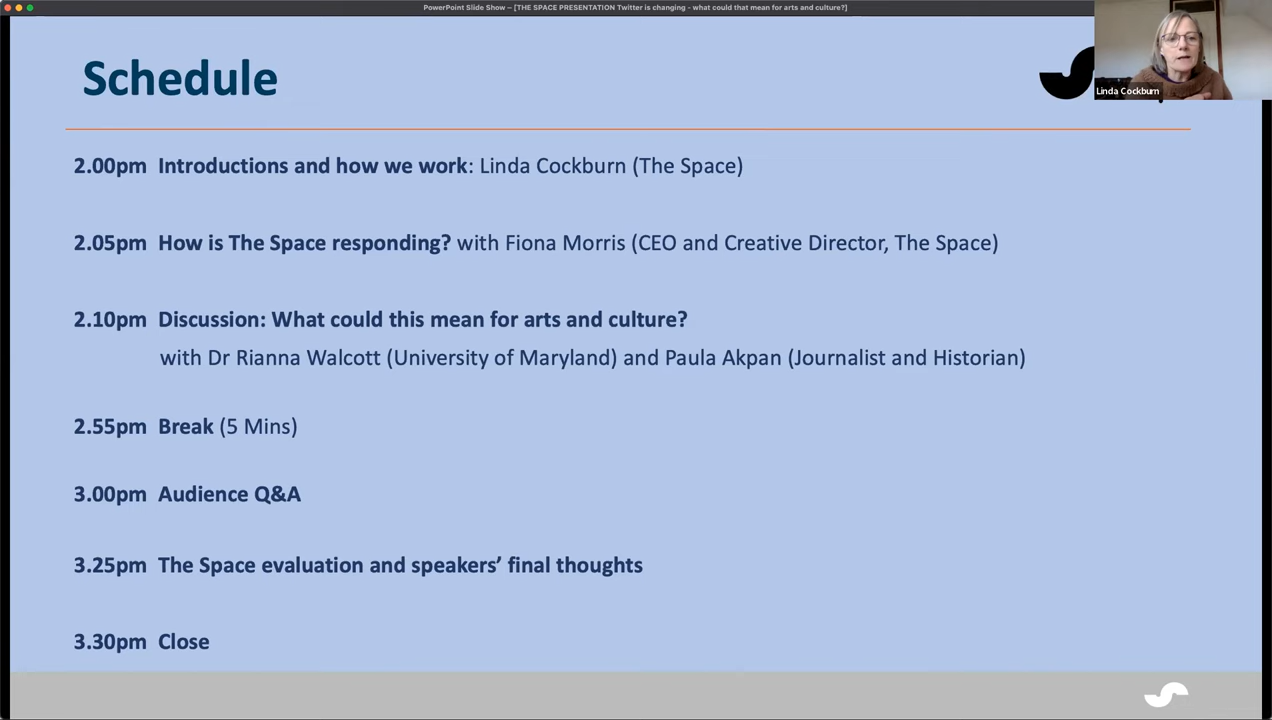 PowerPoint Slide Show – [THE SPACE PRESENTATION Twitter is changing - what could that mean for arts and culture?]
Schedule
Linda Cockburn
2.00pm Introductions and how we work: Linda Cockburn (The Space)
2.05pm How is The Space responding? with Fiona Morris (CEO and Creative Director, The Space)
2.10pm Discussion: What could this mean for arts and culture?
with Dr Rianna Walcott (University of Maryland) and Paula Akpan (Journalist and Historian)
2.55pm Break (5 Mins)
3.00pm Audience Q&A
3.25pm The Space evaluation and speakers’ final thoughts
3.30pm Close